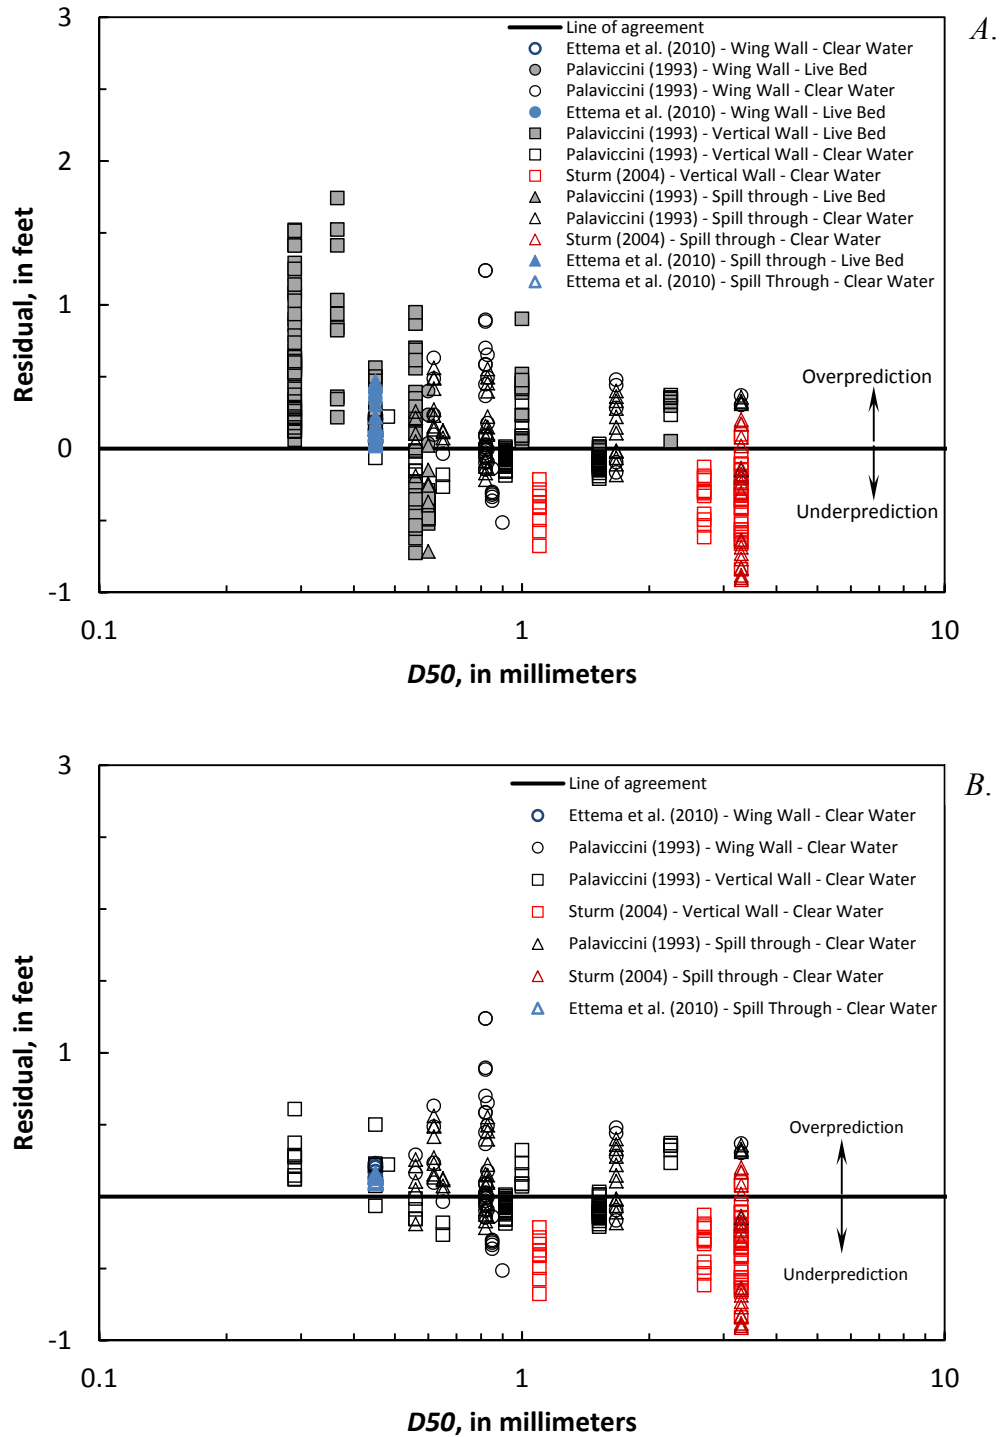 A.
3
2
1
0
-1
Residual, in feet
Line of agreement
Ettema et al. (2010) - Wing Wall - Clear Water
Palaviccini (1993) - Wing Wall - Live Bed
Palaviccini (1993) - Wing Wall - Clear Water
Ettema et al. (2010) - Wing Wall - Live Bed
Palaviccini (1993) - Vertical Wall - Live Bed
Palaviccini (1993) - Vertical Wall - Clear Water
Sturm (2004) - Vertical Wall - Clear Water
Palaviccini (1993) - Spill through - Live Bed
Palaviccini (1993) - Spill through - Clear Water
Sturm (2004) - Spill through - Clear Water
Ettema et al. (2010) - Spill through - Live Bed
Ettema et al. (2010) - Spill Through - Clear Water
Overprediction
Underprediction
0.1 1 10
D50, in millimeters
B.
3
1
-1
Residual, in feet
Line of agreement
Ettema et al. (2010) - Wing Wall - Clear Water
Palaviccini (1993) - Wing Wall - Clear Water
Palaviccini (1993) - Vertical Wall - Clear Water
Sturm (2004) - Vertical Wall - Clear Water
Palaviccini (1993) - Spill through - Clear Water
Sturm (2004) - Spill through - Clear Water
Ettema et al. (2010) - Spill Through - Clear Water
Overprediction
Underprediction
0.1 1 10
D50, in millimeters